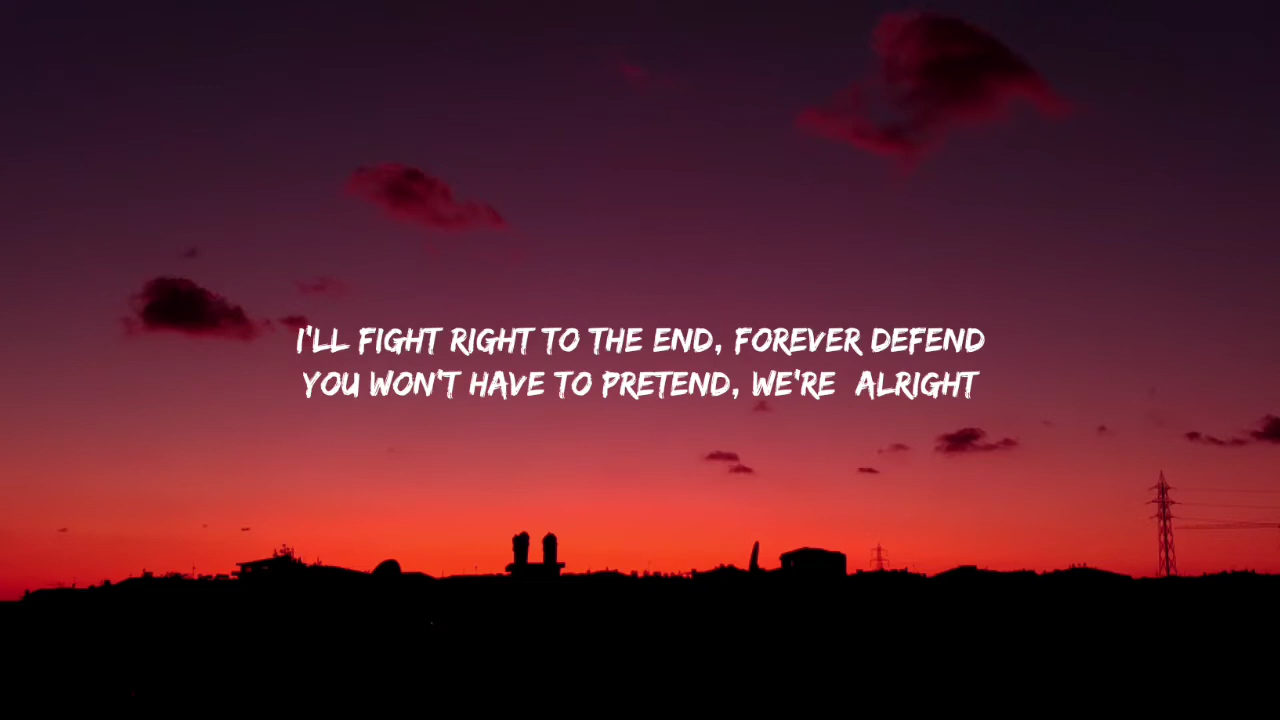 I'LL FIGHT RIGHT TO THE END, FOREVER DEFEND
YOU WON'T HAVE TO PRETEND, WE'RE  ALRIGHT